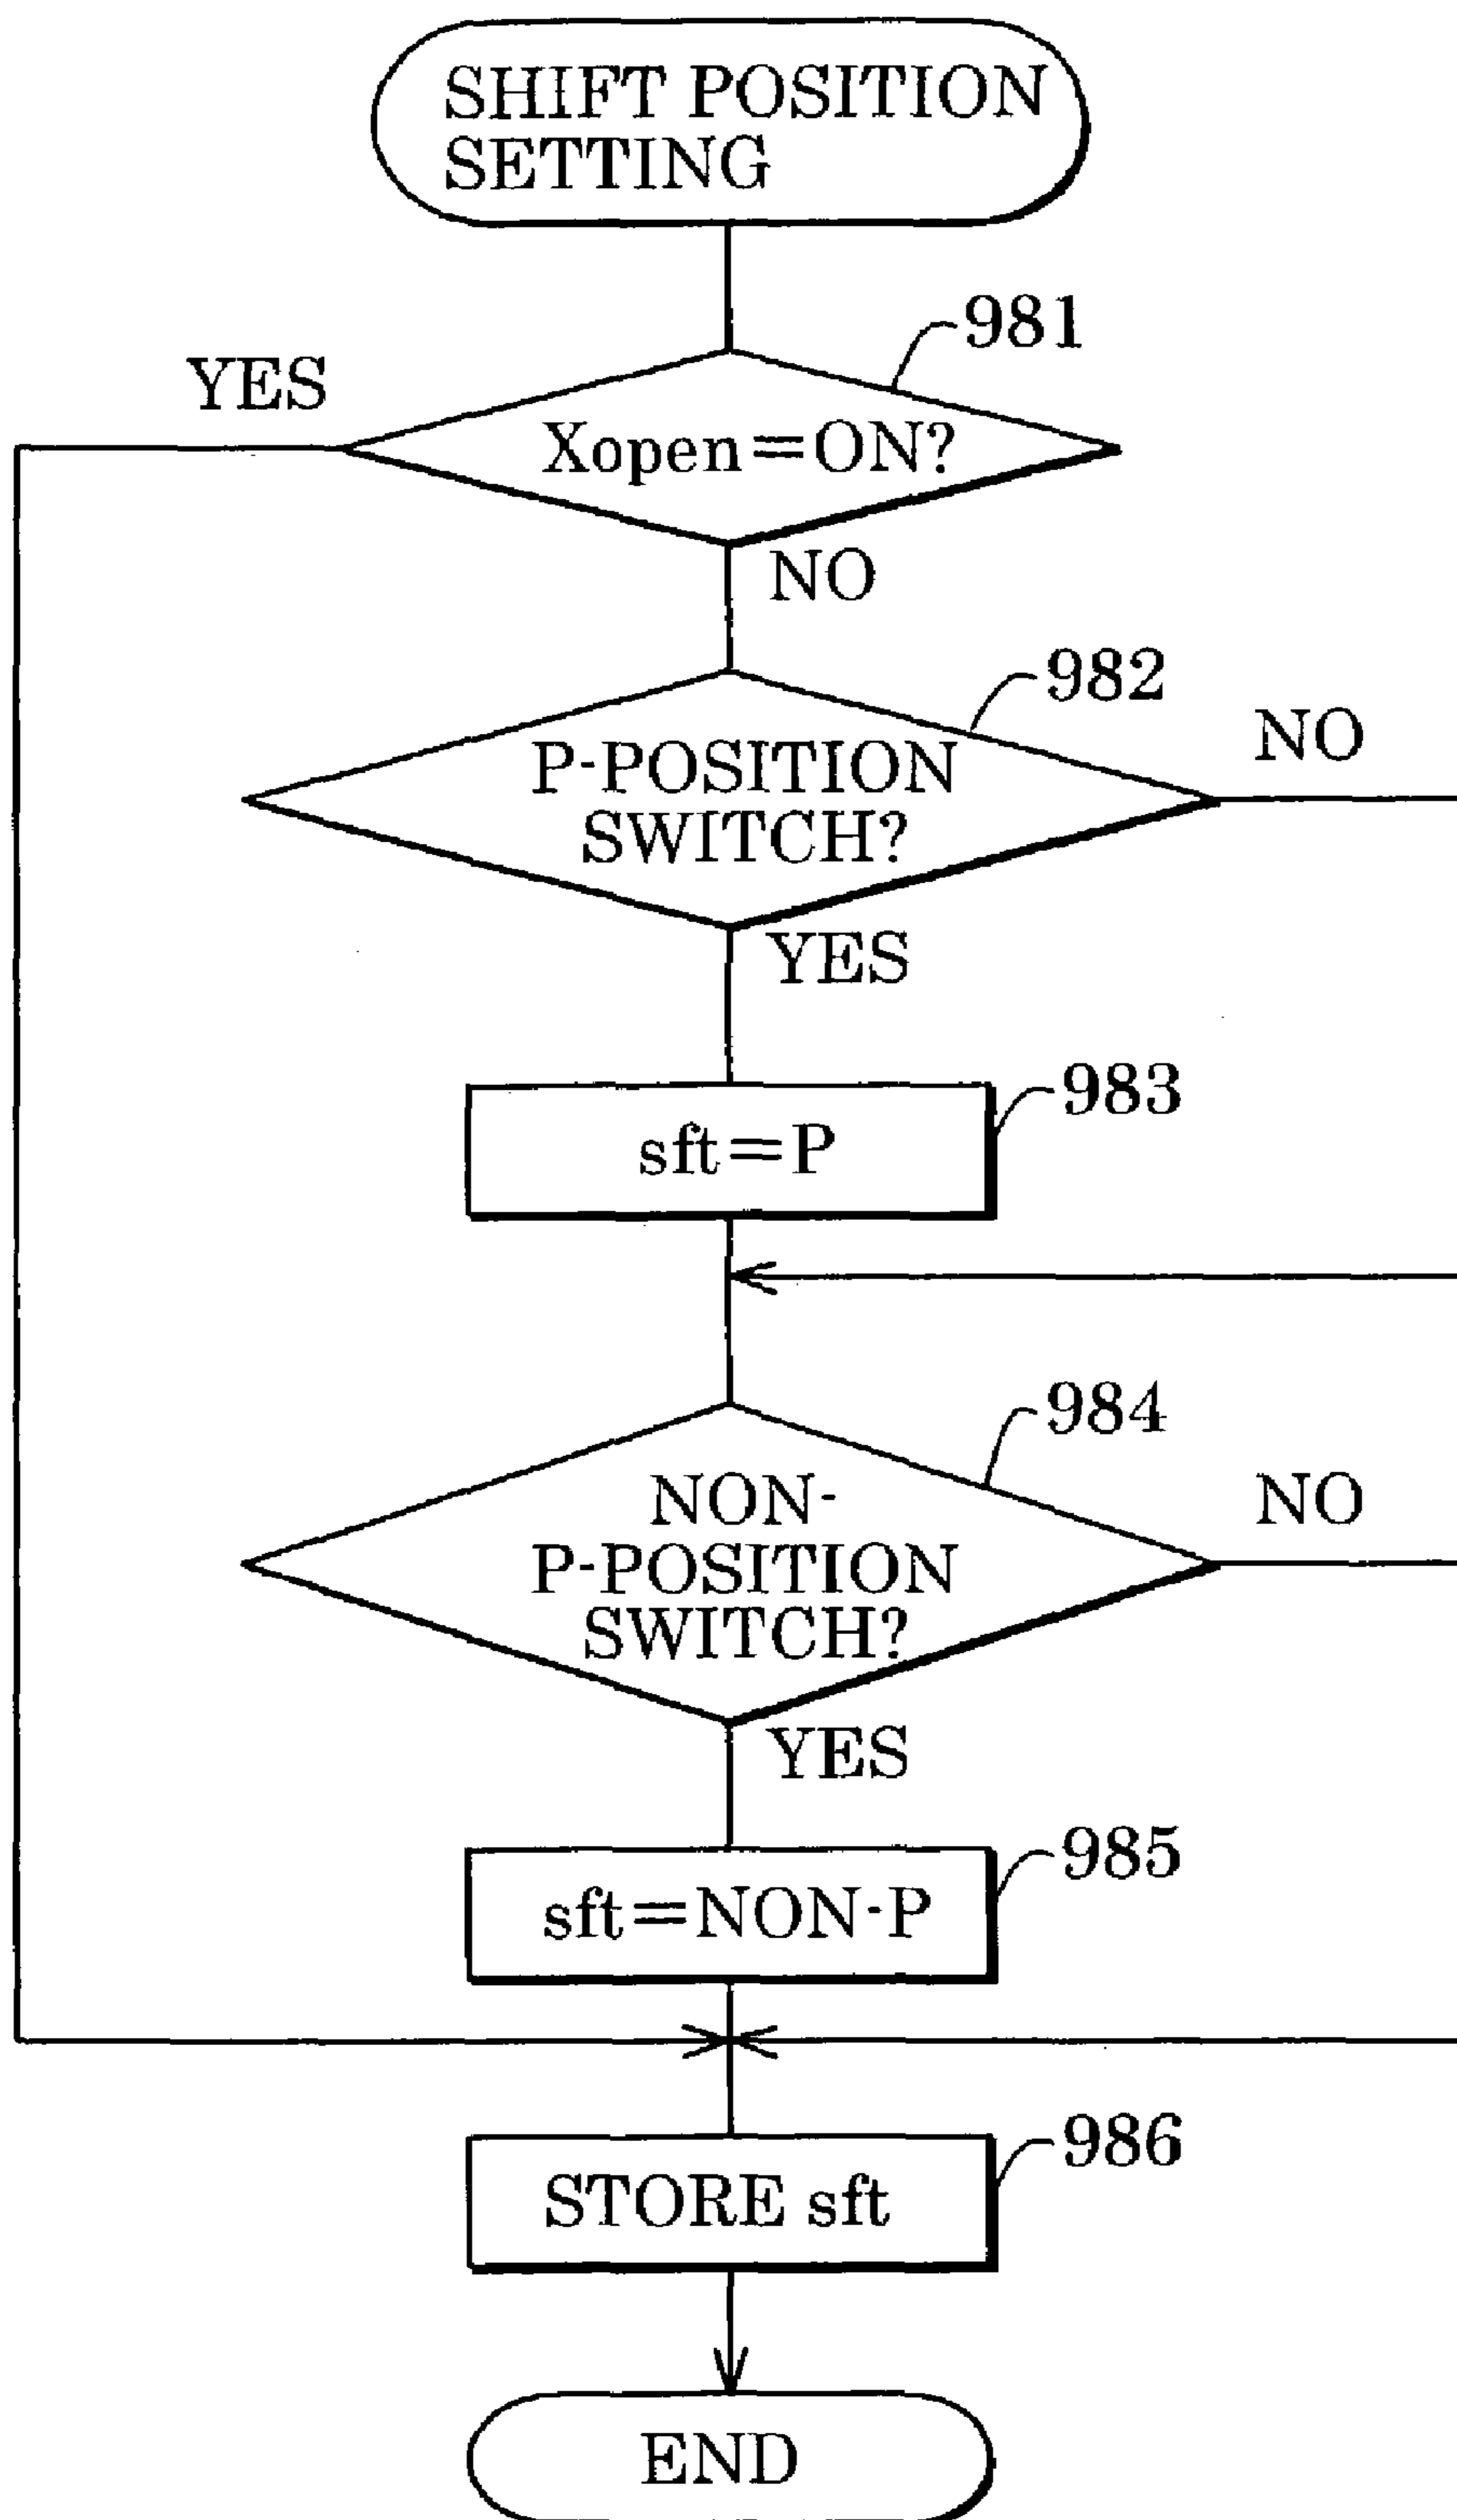 SHIFT POSITION
SETTING
981
YES
Xopen=ON?
NO
982
NO
P-POSITION
SWITCH?
YES
983
sft=P
984
NON-
NO
P-POSITION
SWITCH?
YES
985
sft=NON-P
986
STORE sft
END